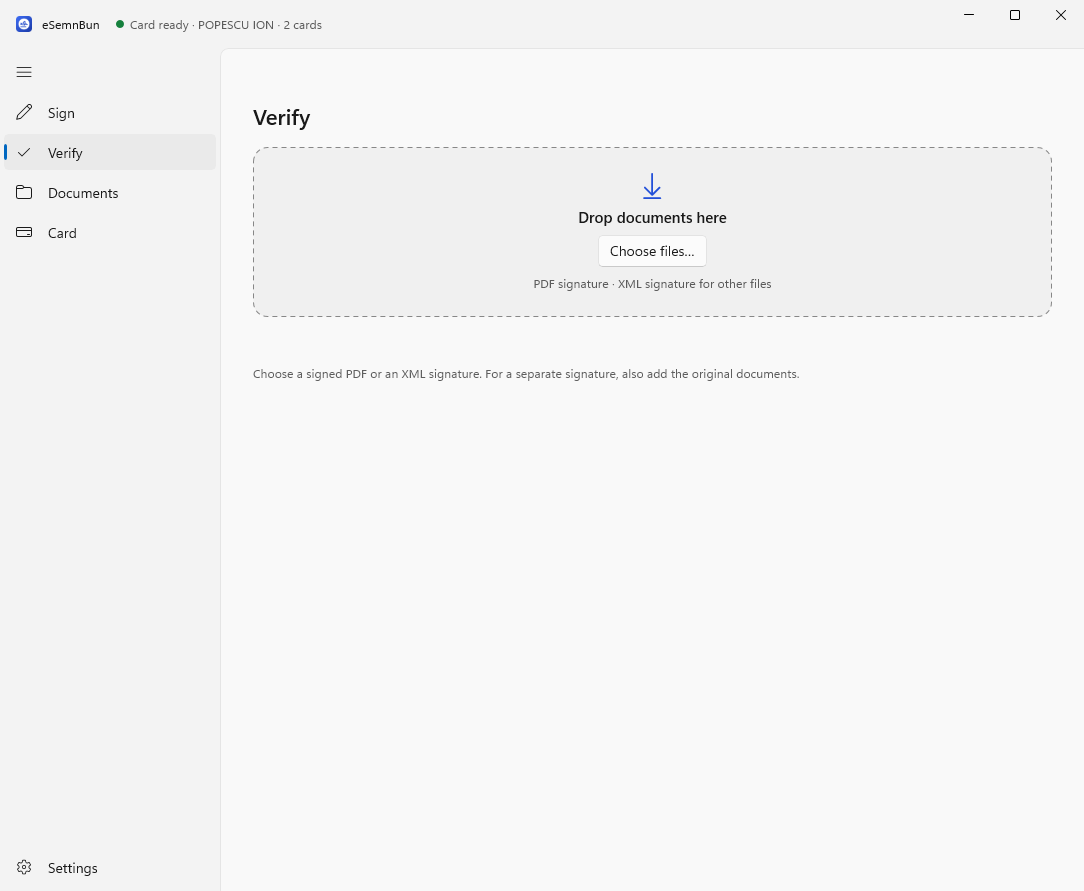 eSemnBun
Card ready · POPESCU ION · 2 cards
Sign
Verify
Documents
Card
Settings
Verify
Drop documents here
Choose files...
PDF signature · XML signature for other files
Choose a signed PDF or an XML signature. For a separate signature, also add the original documents.